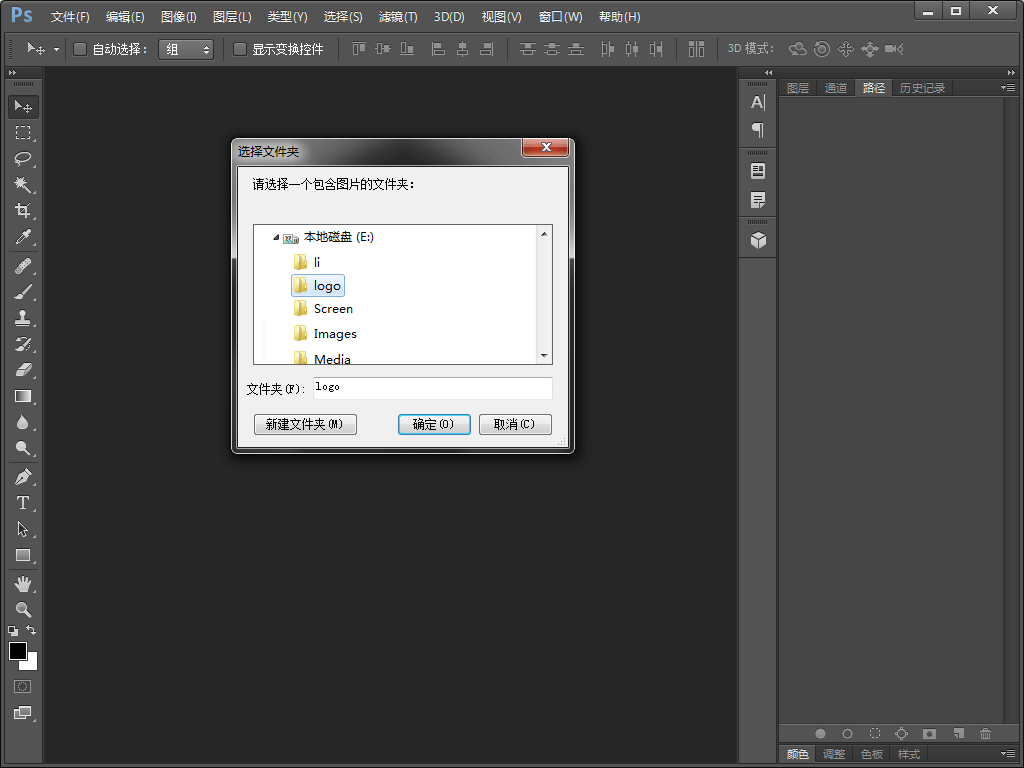 Ps 文件(F) 编辑(E) 图像(I) 图层(L) 类型(Y) 选择(S) 滤镜(T) 3D(D) 视图(V) 窗口(W) 帮助(H)
自动选择： 组 显示变换控件 3D 模式：
图层 通道 路径 历史记录
A
T
选择文件夹
请选择一个包含图片的文件夹：
本地磁盘 (E:)
li
logo
Screen
Images
Media
文件夹(F)： logo
新建文件夹(M) 确定(O) 取消(C)
颜色 调整 色板 样式